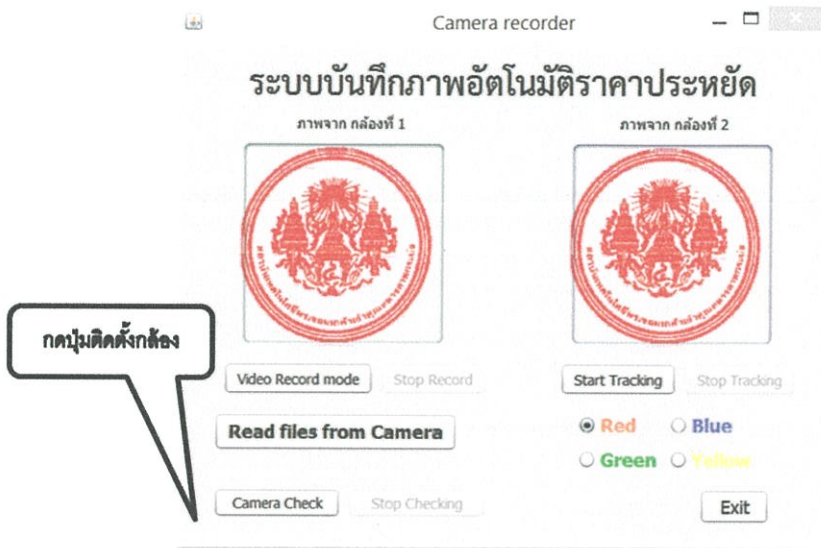 Camera recorder
ระบบบันทึกภาพอัตโนมัติราคาประหยัด
ภาพจาก กล้องที่ 1
ภาพจาก กล้องที่ 2
กดปุ่มติดตั้งกล้อง
Video Record mode
Stop Record
Start Tracking
Stop Tracking
Read files from Camera
Red
Blue
Green
Yellow
Camera Check
Stop Checking
Exit